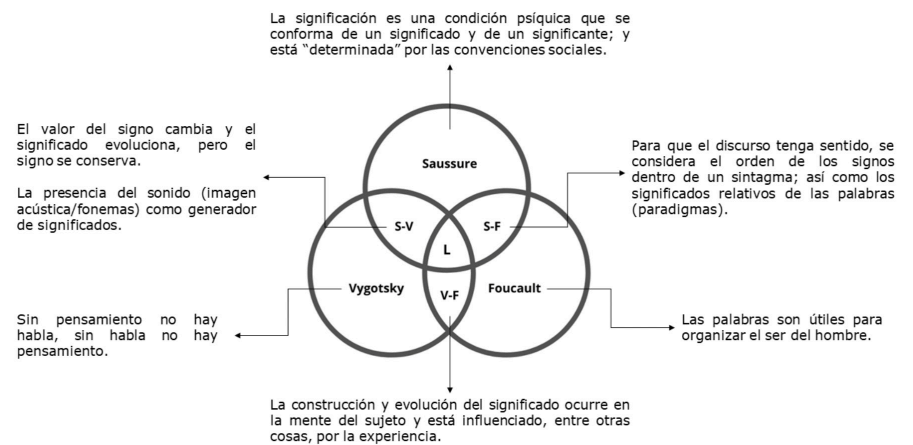 La significación es una condición psíquica que se
conforma de un significado y de un significante; y
está “determinada” por las convenciones sociales.
El valor del signo cambia y el
significado evoluciona, pero el
signo se conserva.
La presencia del sonido (imagen
acústica/fonemas) como generador
de significados.
Saussure
Para que el discurso tenga sentido, se
considera el orden de los signos
dentro de un sintagma; así como los
significados relativos de las palabras
(paradigmas).
S-V
S-F
L
Vygotsky
V-F
Foucault
Sin pensamiento no hay
habla, sin habla no hay
pensamiento.
Las palabras son útiles para
organizar el ser del hombre.
La construcción y evolución del significado ocurre en
la mente del sujeto y está influenciado, entre otras
cosas, por la experiencia.